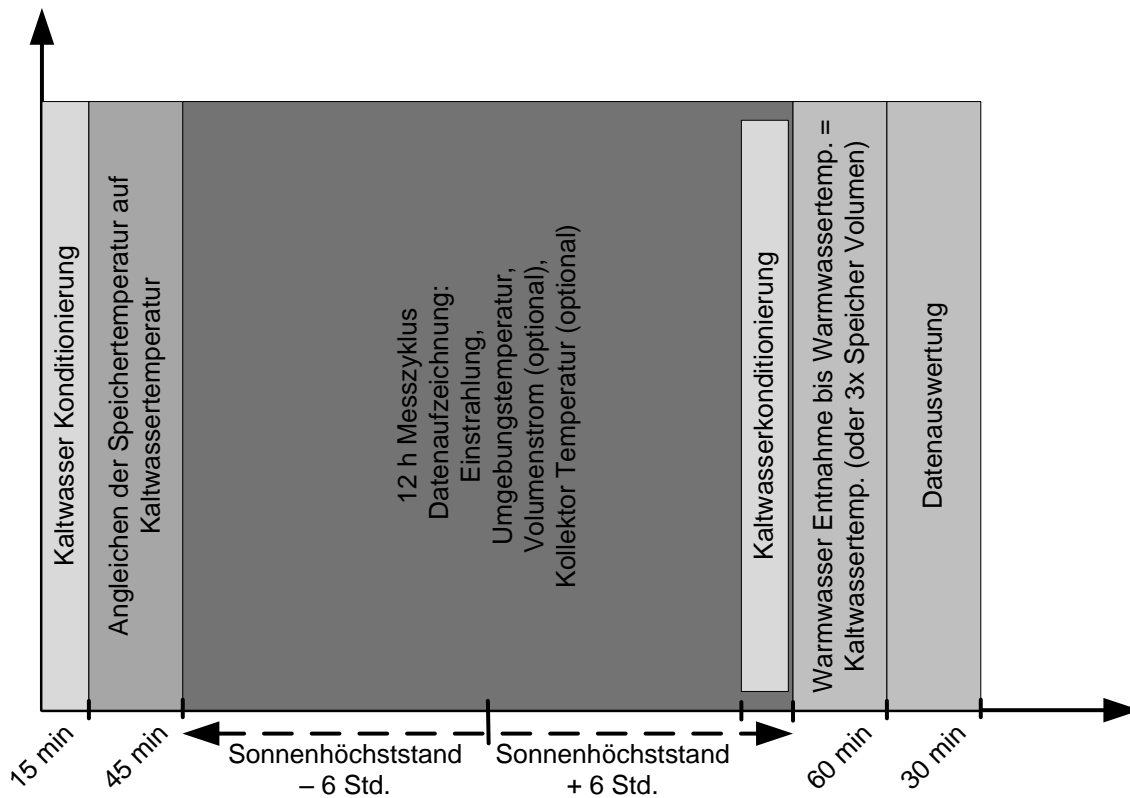 Kaltwasser Konditionierung
Angleichen der Speichertemperatur auf
Kaltwassertemperatur
12 h Messzyklus
Datenaufzeichnung:
Einstrahlung,
Umgebungstemperatur,
Volumenstrom (optional),
Kollektor Temperatur (optional)
Kaltwasserkonditionierung
Warmwasser Entnahme bis Warmwassertemp. =
Kaltwassertemp. (oder 3x Speicher Volumen)
Datenauswertung
15 min
45 min
Sonnenhöchststand
– 6 Std.
Sonnenhöchststand
+ 6 Std.
60 min
30 min